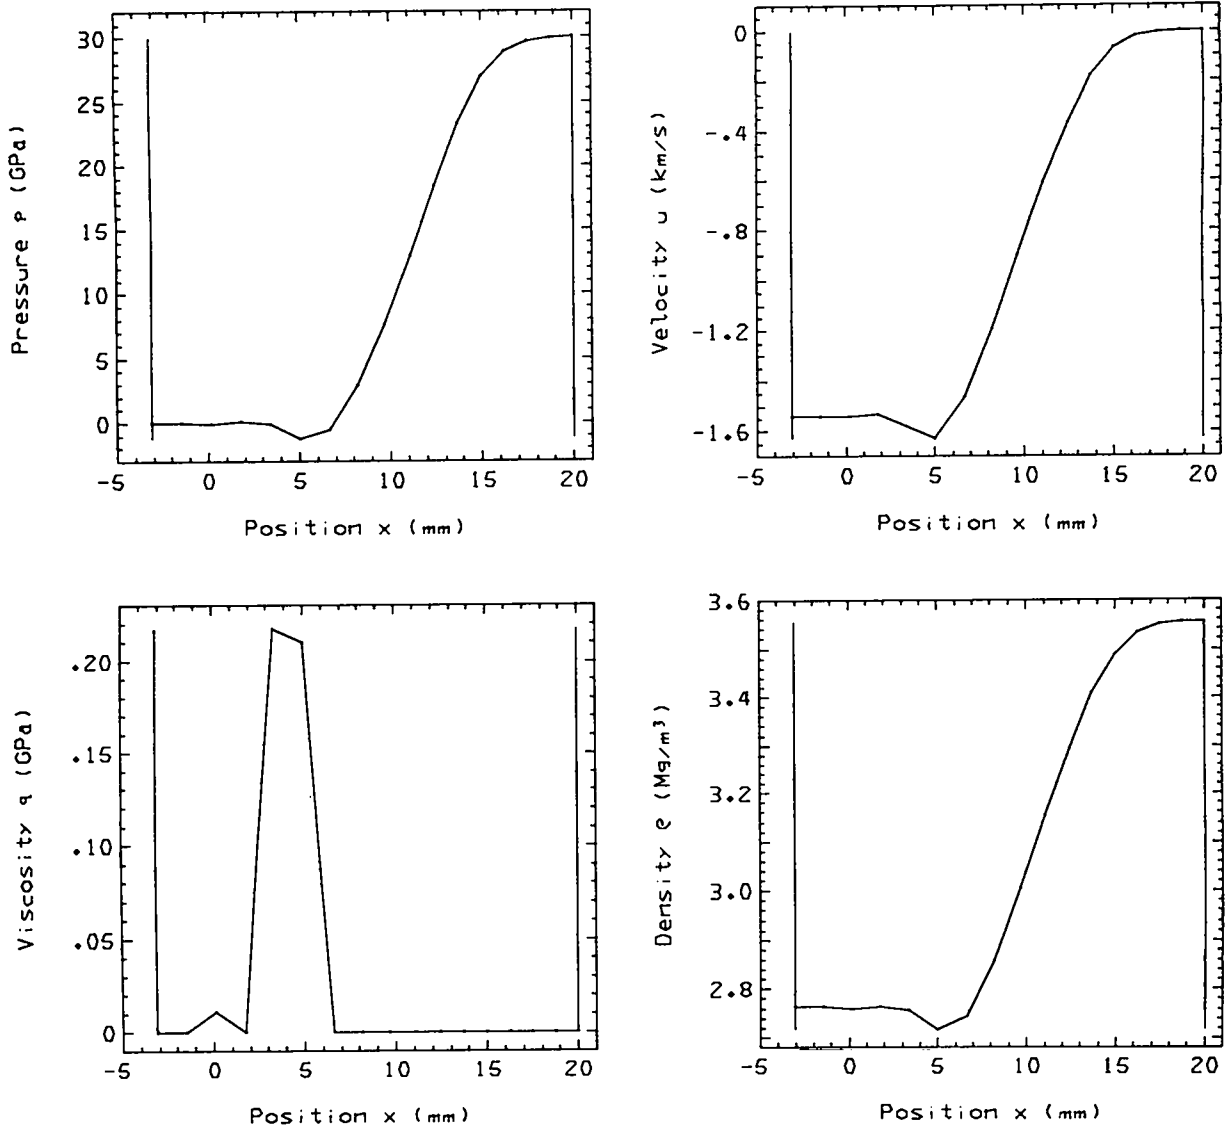 30
25
20
15
10
5
0
-5 0 5 10 15 20
Pressure p (GPa)
Position x (mm)
0
-.4
-.8
-1.2
-1.6
-5 0 5 10 15 20
Velocity u (km/s)
Position x (mm)
.20
.15
.10
.05
0
-5 0 5 10 15 20
Viscosity q (GPa)
Position x (mm)
3.6
3.4
3.2
3.0
2.8
-5 0 5 10 15 20
Density ρ (Mg/m³)
Position x (mm)